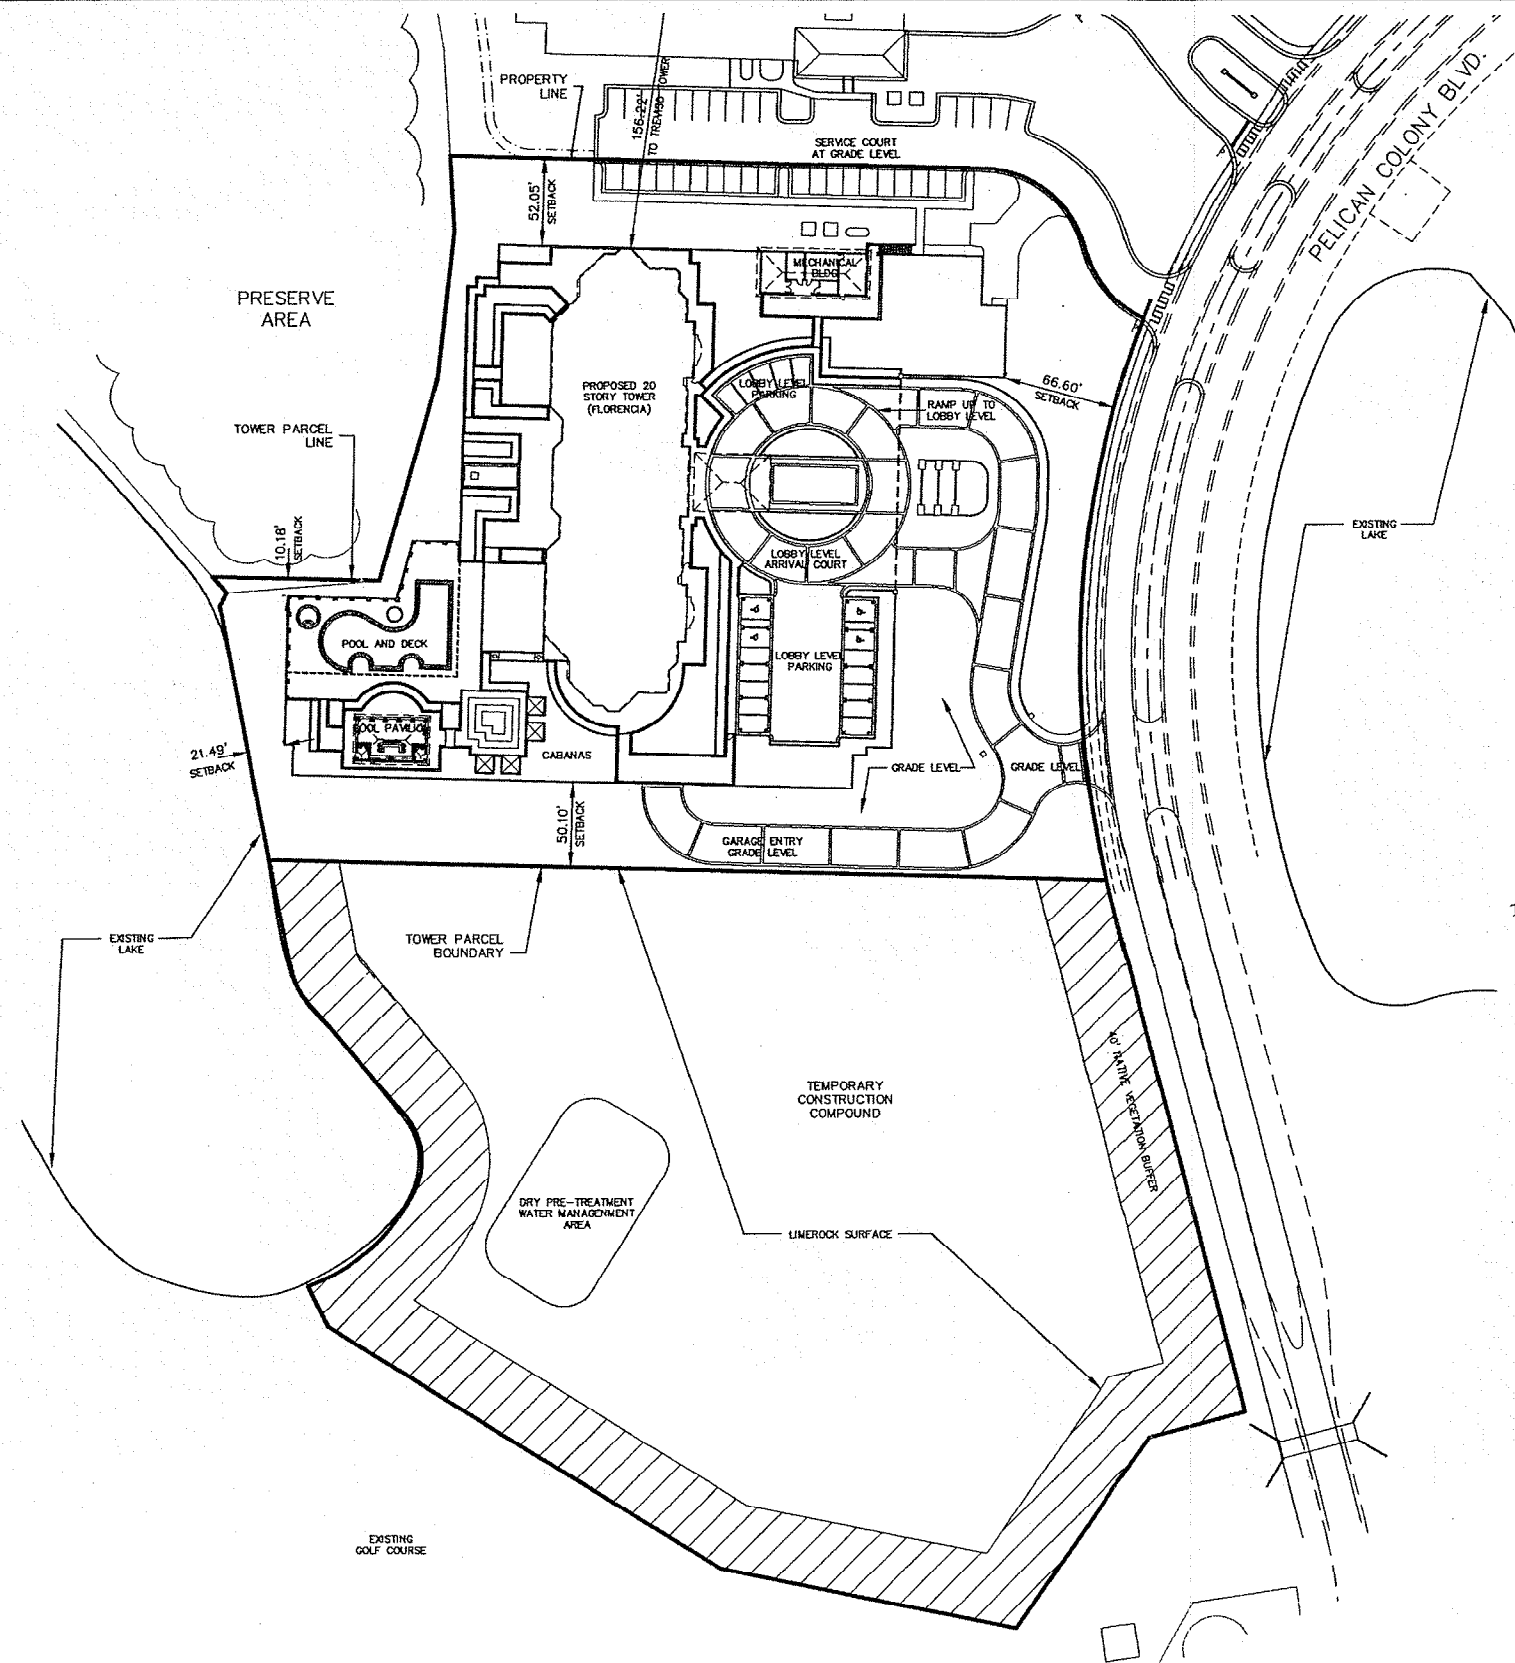 PROPERTY
LINE
156.22'
TO TREVISO TOWER
SERVICE COURT
AT GRADE LEVEL
PELICAN COLONY BLVD.
52.05'
SETBACK
MECHANICAL
BLDG
PRESERVE
AREA
PROPOSED 20
STORY TOWER
(FLORENCIA)
LOBBY LEVEL
PARKING
RAMP UP TO
LOBBY LEVEL
66.60'
SETBACK
TOWER PARCEL
LINE
EXISTING
LAKE
10.18'
SETBACK
LOBBY LEVEL
ARRIVAL COURT
POOL AND DECK
LOBBY LEVEL
PARKING
POOL PAVILION
21.49'
SETBACK
CABANAS
GRADE LEVEL
GRADE LEVEL
50.10'
SETBACK
GARAGE ENTRY
GRADE LEVEL
EXISTING
LAKE
TOWER PARCEL
BOUNDARY
TEMPORARY
CONSTRUCTION
COMPOUND
40' NATIVE VEGETATION BUFFER
DRY PRE-TREATMENT
WATER MANAGENMENT
AREA
LIMEROCK SURFACE
EXISTING
GOLF COURSE